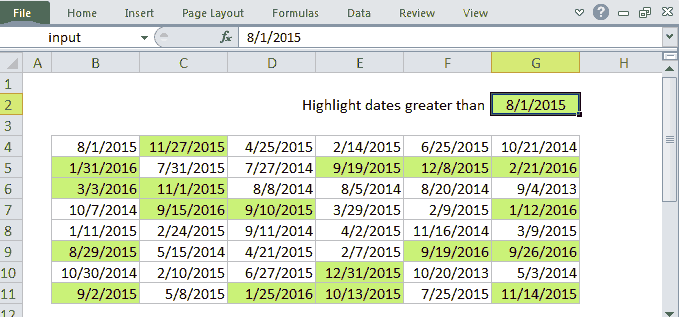 File Home Insert Page Layout Formulas Data Review View
input fx 8/1/2015
A B C D E F G H
1
2 Highlight dates greater than 8/1/2015
3
4 8/1/2015 11/27/2015 4/25/2015 2/14/2015 6/25/2015 10/21/2014
5 1/31/2016 7/31/2015 7/27/2014 9/19/2015 12/8/2015 2/21/2016
6 3/3/2016 11/1/2015 8/8/2014 8/5/2014 8/20/2014 9/4/2013
7 10/7/2014 9/15/2016 9/10/2015 3/29/2015 2/9/2015 1/12/2016
8 1/11/2015 2/24/2015 9/11/2014 4/2/2015 11/16/2014 3/9/2015
9 8/29/2015 5/15/2014 4/21/2015 2/7/2015 9/19/2016 9/26/2016
10 10/30/2014 2/10/2015 6/27/2015 12/31/2015 10/20/2013 5/3/2014
11 9/2/2015 5/8/2015 1/25/2016 10/13/2015 7/25/2015 11/14/2015
12